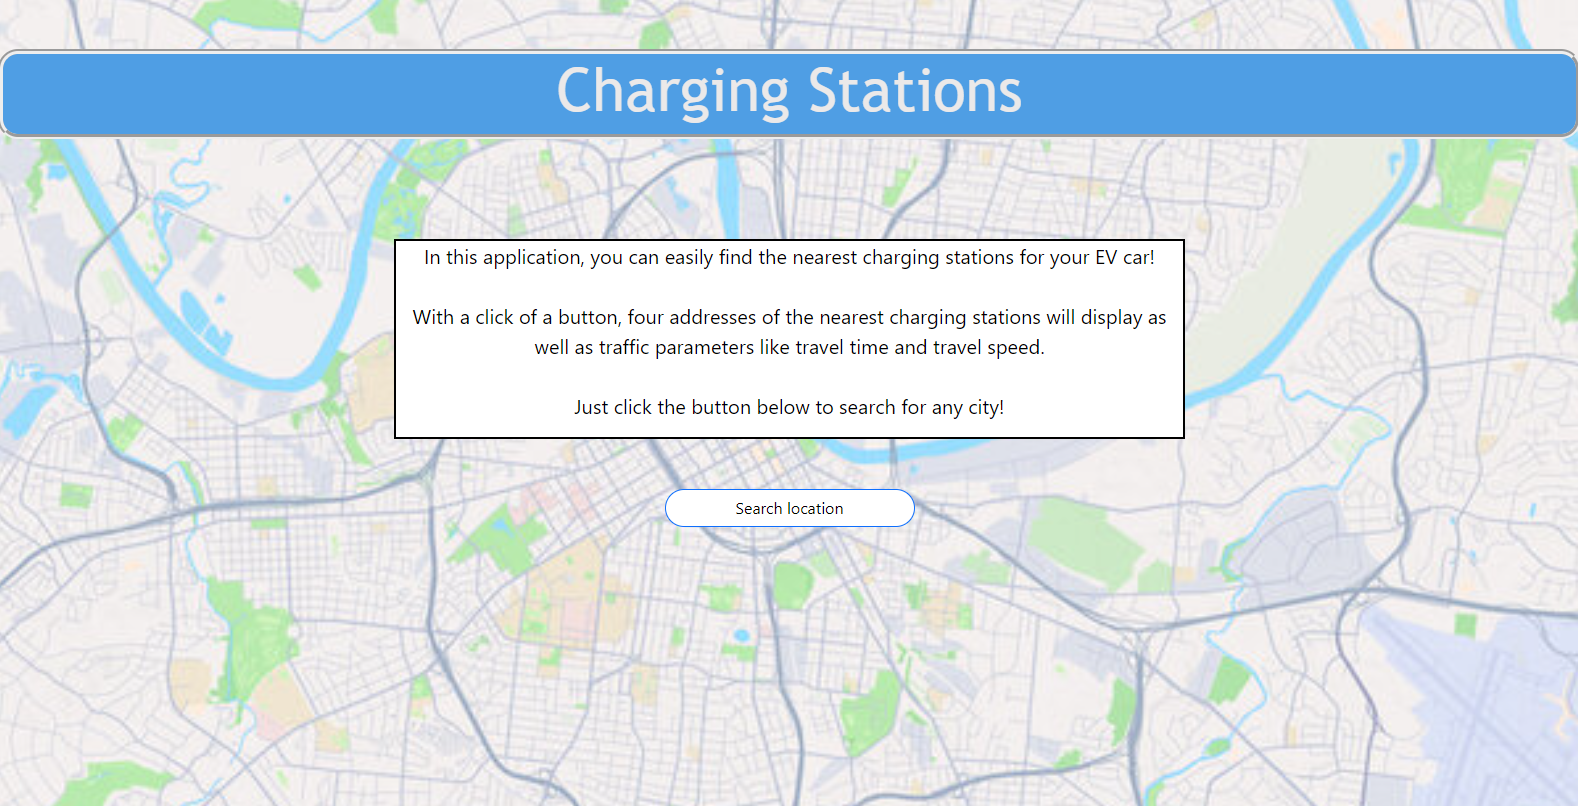 Charging Stations
In this application, you can easily find the nearest charging stations for your EV car!
With a click of a button, four addresses of the nearest charging stations will display as
well as traffic parameters like travel time and travel speed.
Just click the button below to search for any city!
Search location